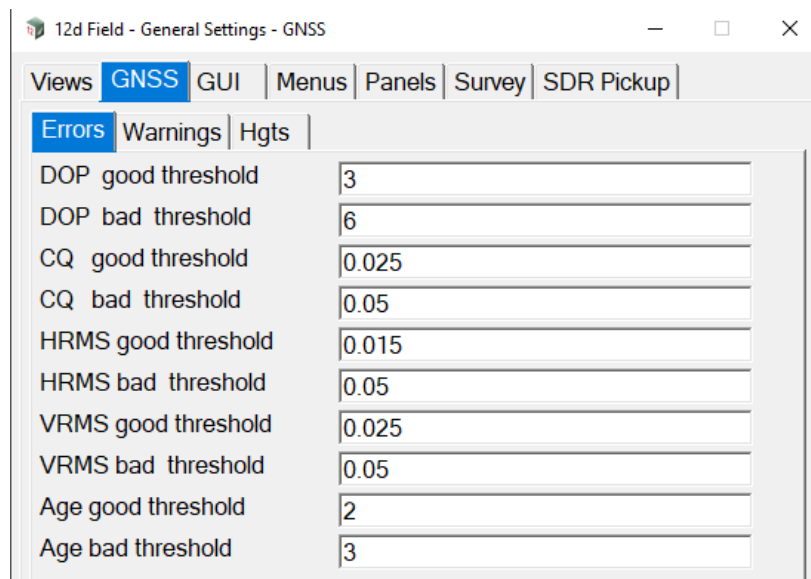 12d Field - General Settings - GNSS
Views GNSS GUI Menus Panels Survey SDR Pickup
Errors Warnings Hgts
DOP good threshold 3
DOP bad threshold 6
CQ good threshold 0.025
CQ bad threshold 0.05
HRMS good threshold 0.015
HRMS bad threshold 0.05
VRMS good threshold 0.025
VRMS bad threshold 0.05
Age good threshold 2
Age bad threshold 3